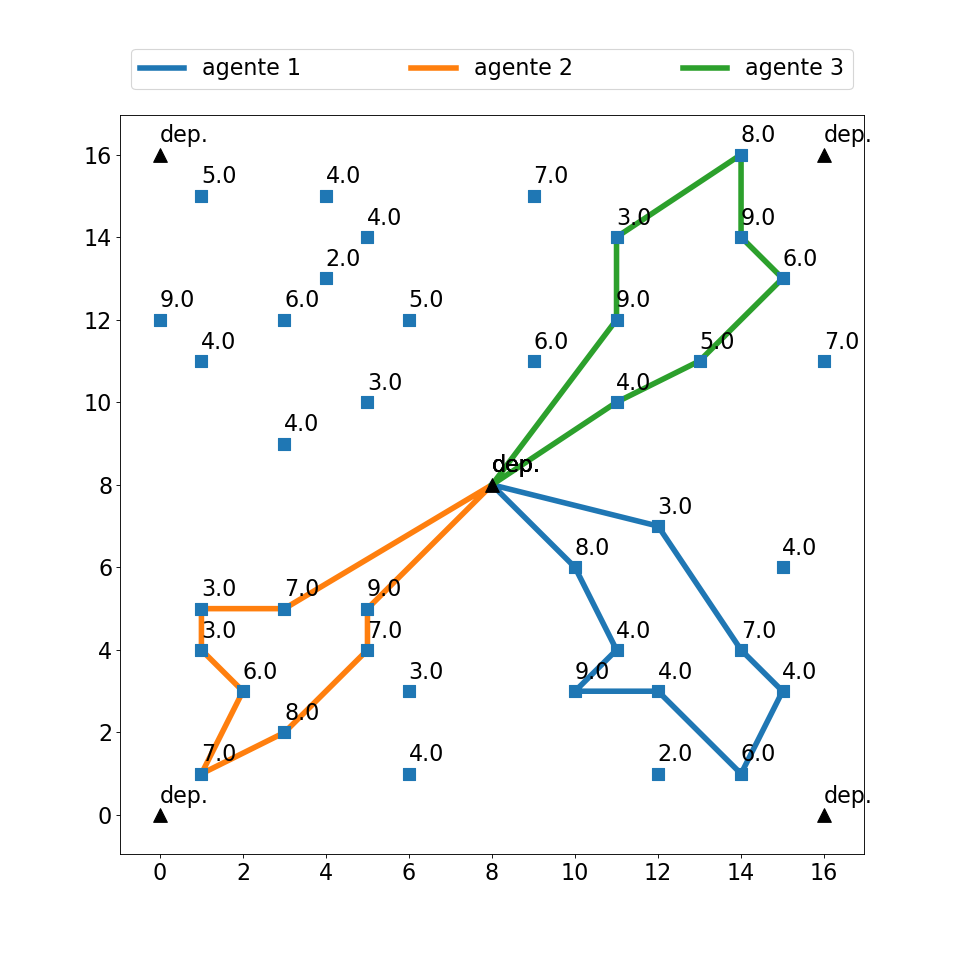 agente 1 agente 2 agente 3
dep. 8.0 dep.
16
5.0 4.0 7.0
4.0 3.0 9.0
14
2.0 6.0
9.0 6.0 5.0 9.0
12
4.0 6.0 5.0 7.0
3.0 4.0
10
4.0
dep. dep.
8
3.0
8.0 4.0
6
3.0 7.0 9.0
3.0 7.0 4.0 7.0
4
6.0 3.0 9.0 4.0 4.0
8.0
2
7.0 4.0 2.0 6.0
dep. dep.
0
0 2 4 6 8 10 12 14 16